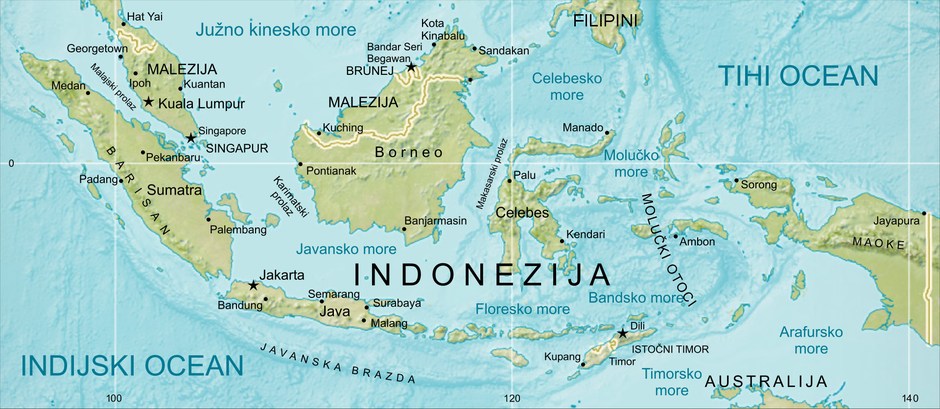 Hat Yai
Južno kinesko more
Kota
Kinabalu
FILIPINI
Georgetown
Bandar Seri
Begawan
BRUNEJ
Sandakan
Malajski prolaz
Ipoh
MALEZIJA
Kuantan
Celebesko
more
TIHI OCEAN
Medan
Kuala Lumpur
MALEZIJA
Singapore
SINGAPUR
Kuching
Manado
0
Pekanbaru
Borneo
Makasarski prolaz
Molučko
more
Padang
BARISAN
Sumatra
Karimatski
prolaz
Pontianak
Palu
Sorong
Palembang
Banjarmasin
Celebes
MOLUČKI OTOCI
Jayapura
Javansko more
Kendari
Ambon
MAOKE
Jakarta
INDONEZIJA
Bandung
Semarang
Java
Surabaya
Malang
Floresko more
Bandsko more
Dili
Arafursko
more
INDIJSKI OCEAN
JAVANSKA BRAZDA
Kupang
ISTOČNI TIMOR
Timor
Timorsko
more
AUSTRALIJA
100
120
140